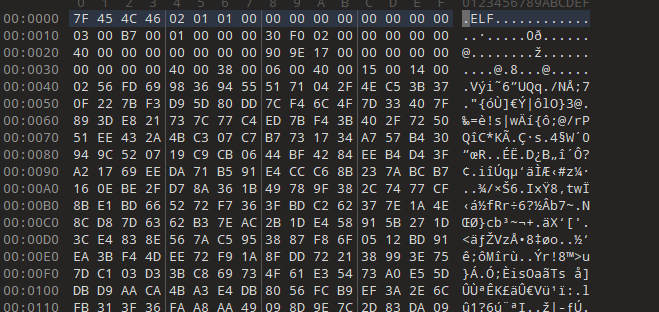 0123456789ABCDEF
00:0000 7F 45 4C 46 02 01 01 00 00 00 00 00 00 00 00 00 .ELF............
00:0010 03 00 B7 00 01 00 00 00 30 F0 02 00 00 00 00 00 ..·.....0ð......
00:0020 40 00 00 00 00 00 00 00 90 9E 17 00 00 00 00 00 @........ž......
00:0030 00 00 00 00 40 00 38 00 06 00 40 00 15 00 14 00 ....@.8...@.....
00:0040 02 56 FD 69 98 36 94 55 51 71 04 2F 4E C5 3B 37 .Výi˜6”UQq./NÅ;7
00:0050 0F 22 7B F3 D9 5D 80 DD 7C F4 6C 4F 7D 33 40 7F ."{óÙ]€Ý|ôlO}3@.
00:0060 89 3D E8 21 73 7C 77 C4 ED 7B F4 3B 40 2F 72 50 ‰=è!s|wÄí{ô;@/rP
00:0070 51 EE 43 2A 4B C3 07 C7 B7 73 17 34 A7 57 B4 30 QîC*KÃ.Ç·s.4§W´0
00:0080 94 9C 52 07 19 C9 CB 06 44 BF 42 84 EE B4 D4 3F ”œR..ÉË.D¿B„î´Ô?
00:0090 A2 17 69 EE DA 71 B5 91 E4 CC C6 8B 23 7A BC B7 ¢.iîÚqµ‘äÌÆ‹#z¼·
00:00A0 16 0E BE 2F D7 8A 36 1B 49 78 9F 38 2C 74 77 CF ..¾/×Š6.IxŸ8,twÏ
00:00B0 8B E1 BD 66 52 72 F7 36 3F BD C2 62 37 7E 1A 4E ‹á½fRr÷6?½Âb7~.N
00:00C0 8C D8 7D 63 62 B3 7E AC 2B 1D E4 58 91 5B 27 1D ŒØ}cb³~¬+.äX‘['.
00:00D0 3C E4 83 8E 56 7A C5 95 38 87 F8 6F 05 12 BD 91 <äƒŽVzÅ•8‡øo..½‘
00:00E0 EA 3B F4 4D EE 72 F9 1A 8F DD 72 21 38 99 3E 75 ê;ôMîrù..Ýr!8™>u
00:00F0 7D C1 03 D3 3B C8 69 73 4F 61 E3 54 73 A0 E5 5D }Á.Ó;ÈisOaãTs å]
00:0100 DB D9 AA CA 4B A3 E4 DB 80 56 FC B9 EF 3A 2E 6C ÛÙªÊK£äÛ€Vü¹ï:.l
00:0110 FB 31 3F 36 FA A8 AA 49 09 8D 9E 7C 2D 83 DA 09 û1?6ú¨ªI..ž|-ƒÚ.